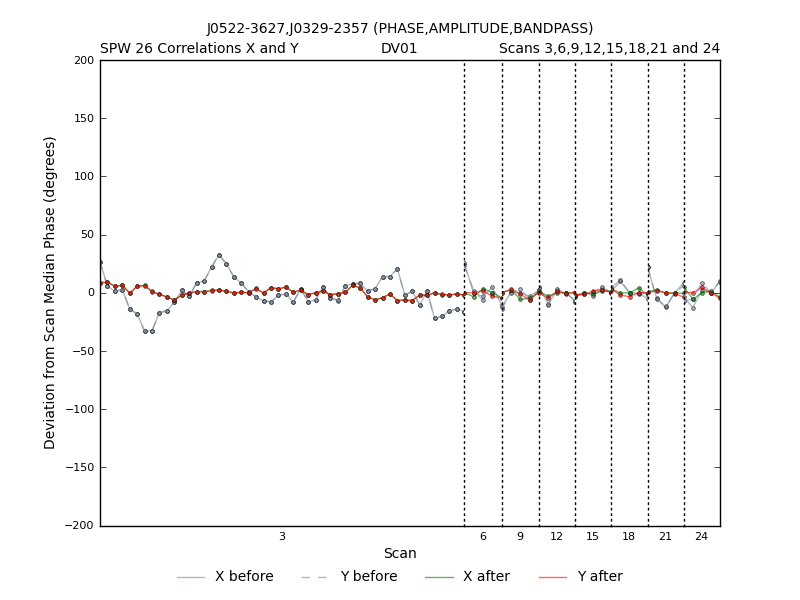 J0522-3627,J0329-2357 (PHASE,AMPLITUDE,BANDPASS)
SPW 26 Correlations X and Y DV01 Scans 3,6,9,12,15,18,21 and 24
200
150
100
50
0
−50
−100
−150
−200
Deviation from Scan Median Phase (degrees)
3 6 9 12 15 18 21 24
Scan
X before Y before X after Y after